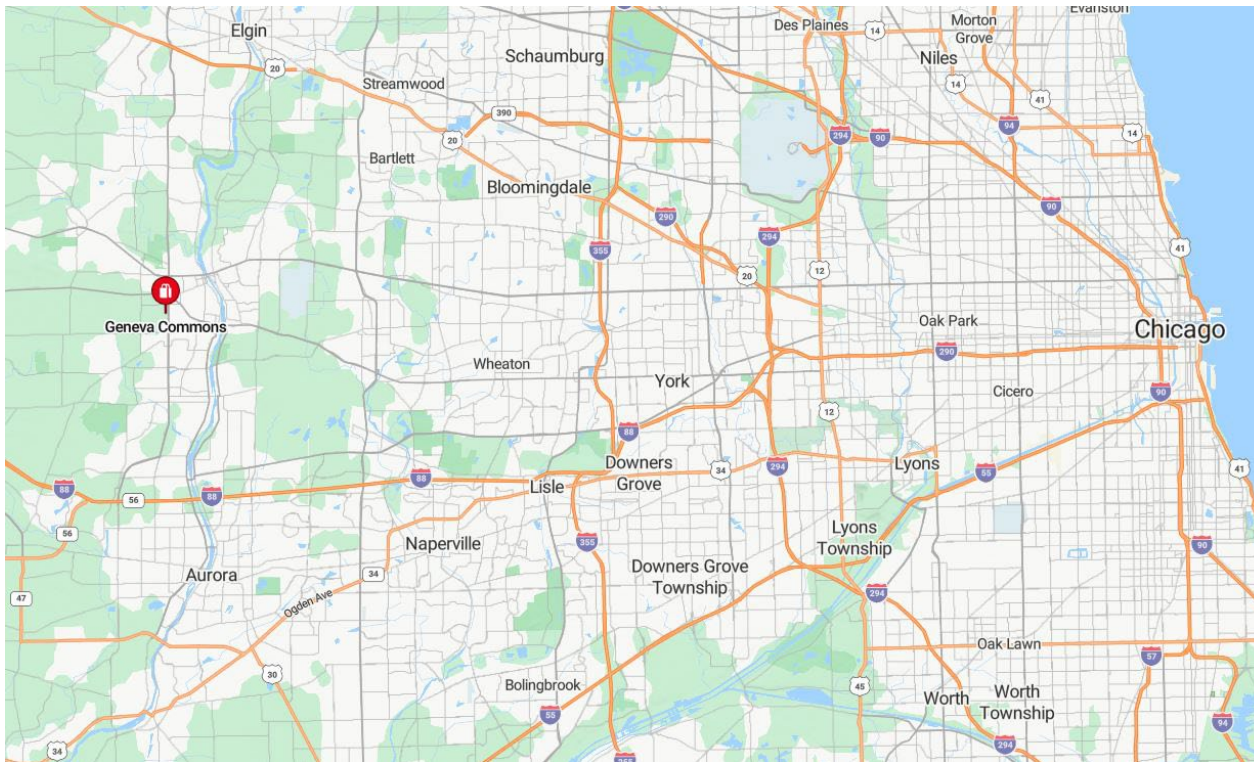 Elgin
Schaumburg
Des Plaines
14
Morton
Grove
Evanston
Niles
20
Streamwood
390
14
41
294
90
94
14
20
Bartlett
Bloomingdale
290
90
355
294
41
12
20
Geneva Commons
Oak Park
Chicago
290
Wheaton
York
Cicero
90
12
88
Downers
Grove
34
294
Lyons
55
41
88
56
88
88
Lisle
56
Lyons
Township
Naperville
355
90
34
Aurora
Downers Grove
Township
47
Ogden Ave
294
Oak Lawn
57
30
Bolingbrook
45
Worth
Worth
Township
55
94
34
294
355